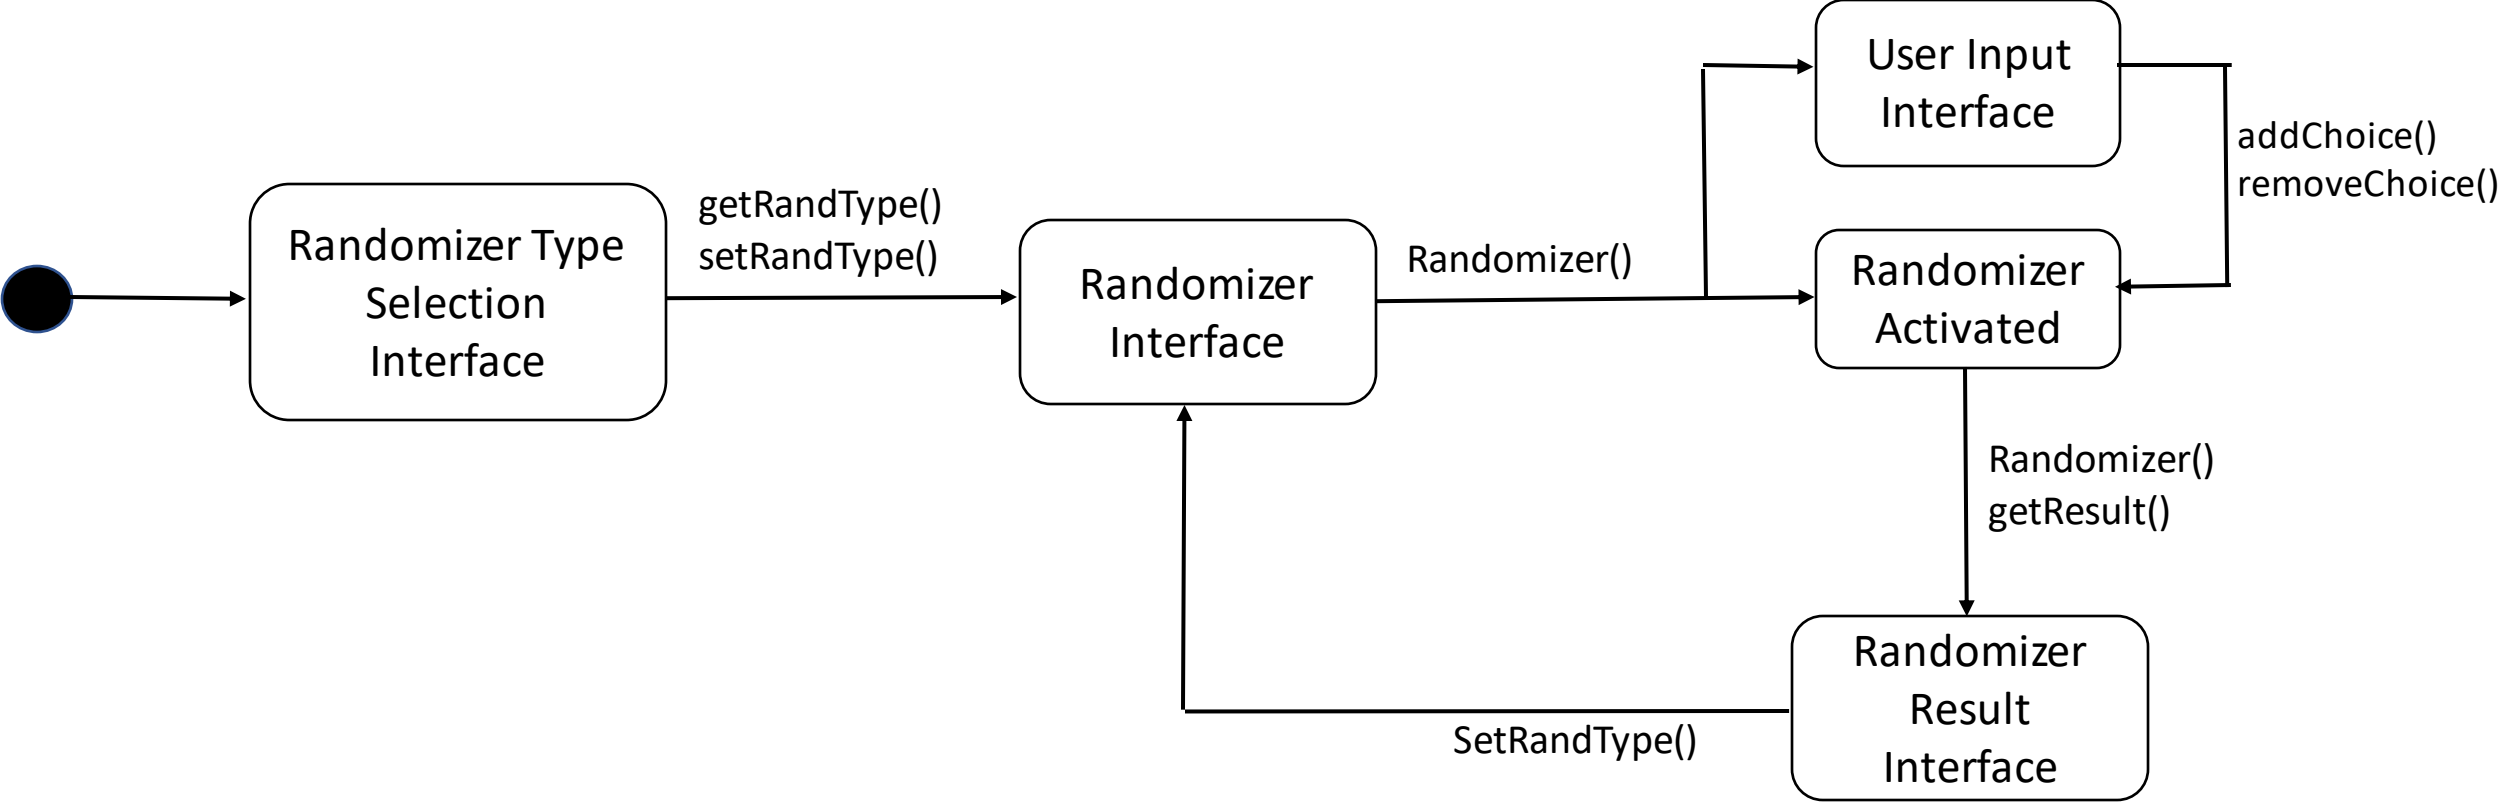 User Input
Interface
addChoice()
removeChoice()
getRandType()
setRandType()
Randomizer Type
Selection
Interface
Randomizer
Interface
Randomizer()
Randomizer
Activated
Randomizer()
getResult()
SetRandType()
Randomizer
Result
Interface